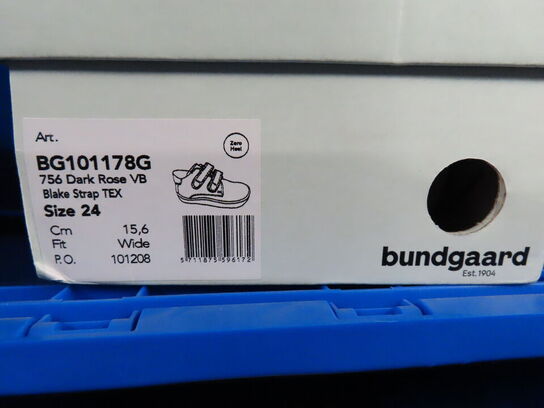 Art.
BG101178G
756 Dark Rose VB
Blake Strap TEX
Size 24
Cm 15,6
Fit Wide
P.O. 101208
Zero
Heel
5711875596172
bundgaard
Est.1904